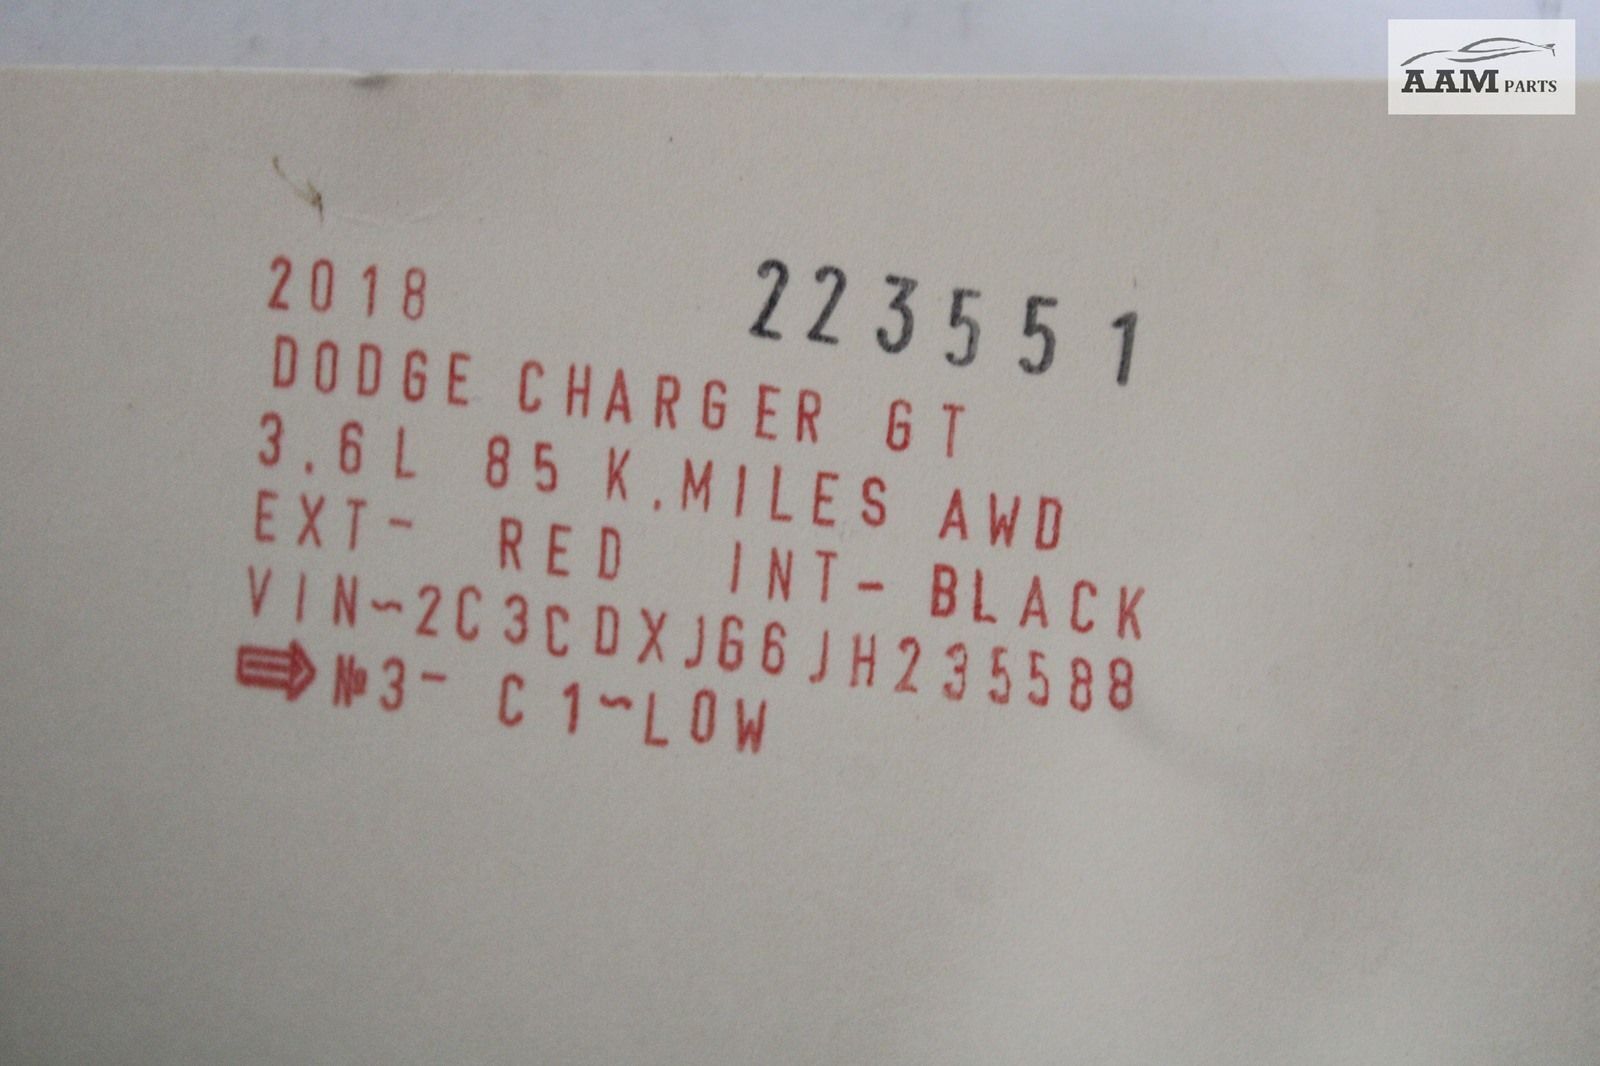 AAM PARTS
2018 223551
DODGE CHARGER GT
3.6L 85 K.MILES AWD
EXT- RED INT- BLACK
VIN~2C3CDXJG6JH235588
⇨ №3- C1~LOW